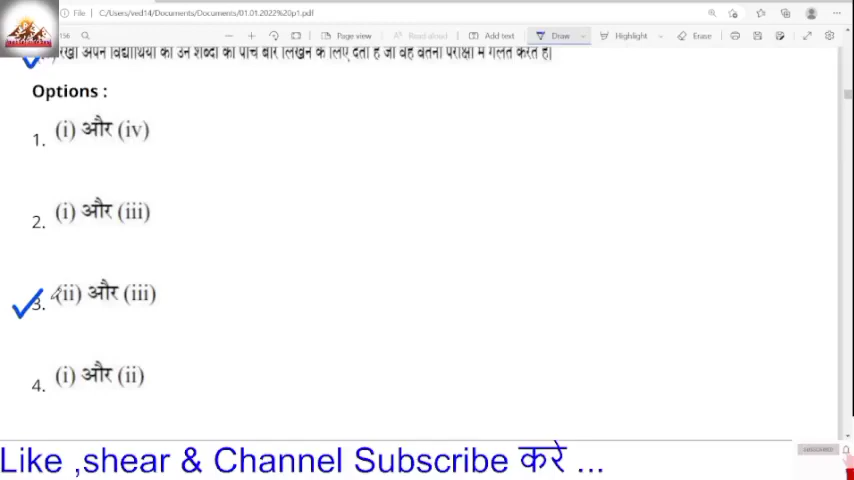 File | C:/Users/ved14/Documents/Documents/01.01.2022%20p1.pdf
156 Page view Read aloud Add text Draw Highlight Erase
रेखा अपने विद्यार्थियों को उन शब्दों को पांच बार लिखने के लिए देती है जो वह वर्तनी परीक्षा में गलत करते हैं।
Options :
1. (i) और (iv)
2. (i) और (iii)
3. (ii) और (iii)
4. (i) और (ii)
Like ,shear & Channel Subscribe करे ...